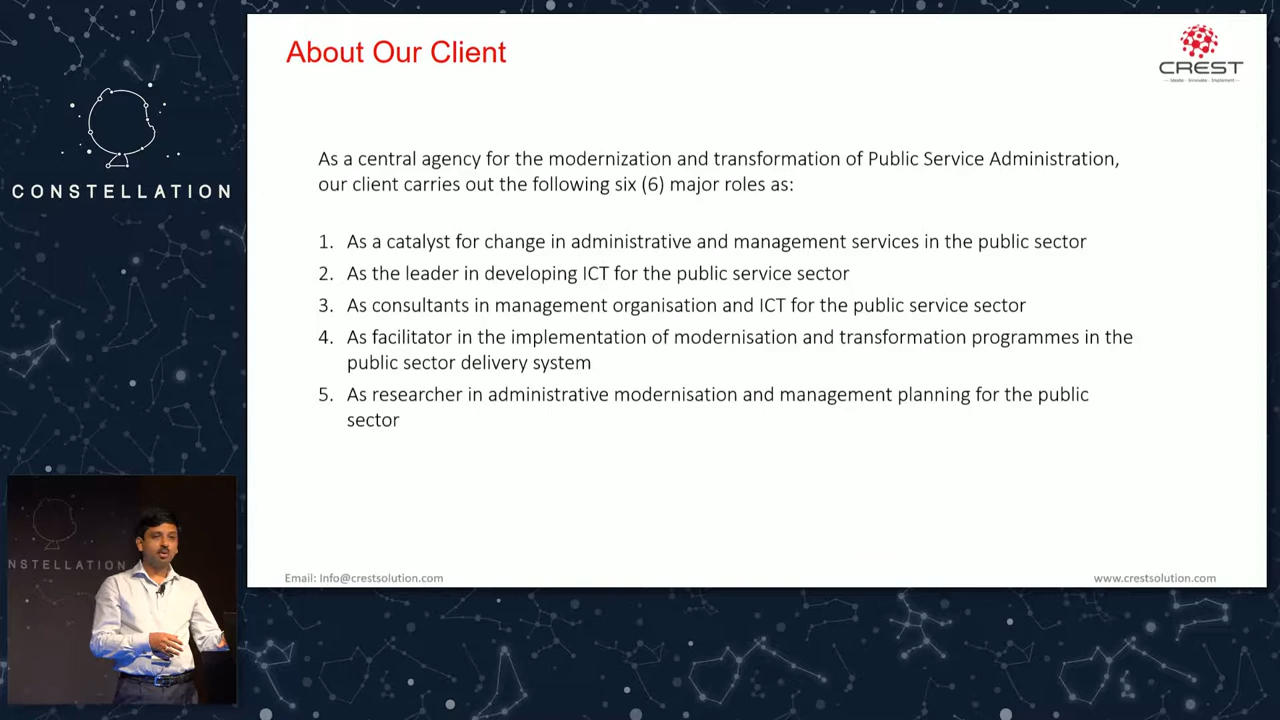 About Our Client
CREST
Ideate - Innovate - Implement
CONSTELLATION
As a central agency for the modernization and transformation of Public Service Administration,
our client carries out the following six (6) major roles as:
1. As a catalyst for change in administrative and management services in the public sector
2. As the leader in developing ICT for the public service sector
3. As consultants in management organisation and ICT for the public service sector
4. As facilitator in the implementation of modernisation and transformation programmes in the
public sector delivery system
5. As researcher in administrative modernisation and management planning for the public
sector
NSTELLATION
Email: Info@crestsolution.com
www.crestsolution.com